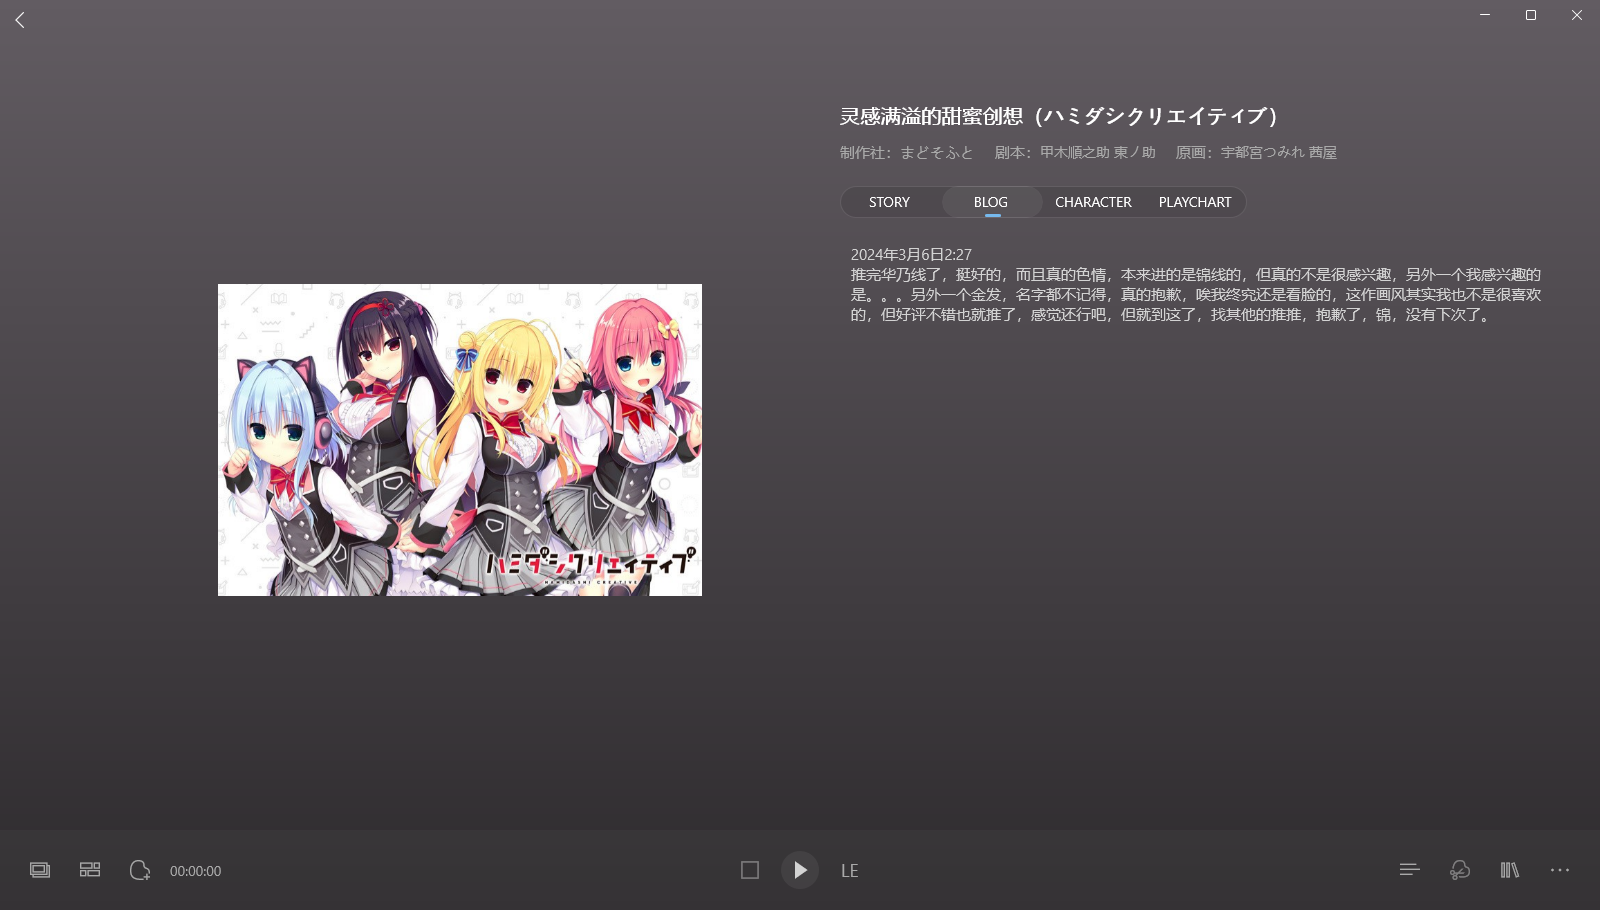 灵感满溢的甜蜜创想（ハミダシクリエイティブ）
制作社：まどそふと 剧本：甲木順之助 東ノ助 原画：宇都宮つみれ 茜屋
STORY BLOG CHARACTER PLAYCHART
2024年3月6日2:27
推完华乃线了，挺好的，而且真的色情，本来进的是锦线的，但真的不是很感兴趣，另外一个我感兴趣的
是。。。另外一个金发，名字都不记得，真的抱歉，唉我终究还是看脸的，这作画风其实我也不是很喜欢
的，但好评不错也就推了，感觉还行吧，但就到这了，找其他的推推，抱歉了，锦，没有下次了。
ハミダシクリエイティブ
HAMIDASHI CREATIVE
00:00:00
LE